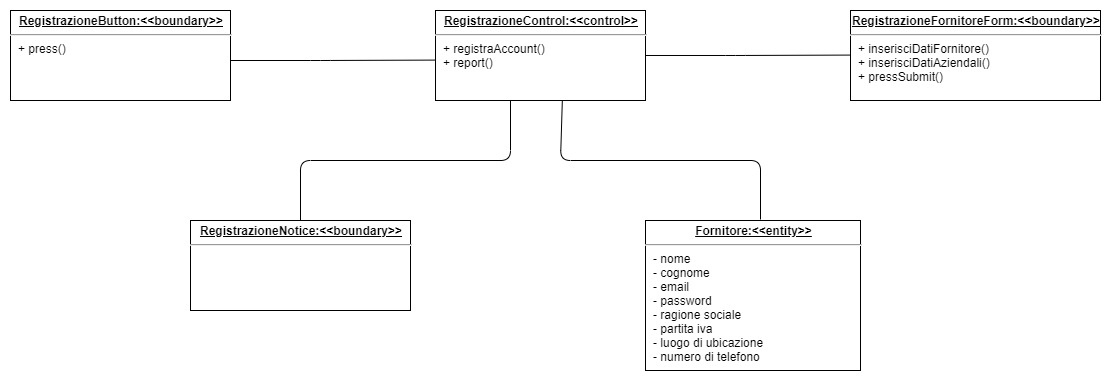 RegistrazioneButton:<<boundary>>
+ press()
RegistrazioneControl:<<control>>
+ registraAccount()
+ report()
RegistrazioneFornitoreForm:<<boundary>>
+ inserisciDatiFornitore()
+ inserisciDatiAziendali()
+ pressSubmit()
RegistrazioneNotice:<<boundary>>
Fornitore:<<entity>>
- nome
- cognome
- email
- password
- ragione sociale
- partita iva
- luogo di ubicazione
- numero di telefono